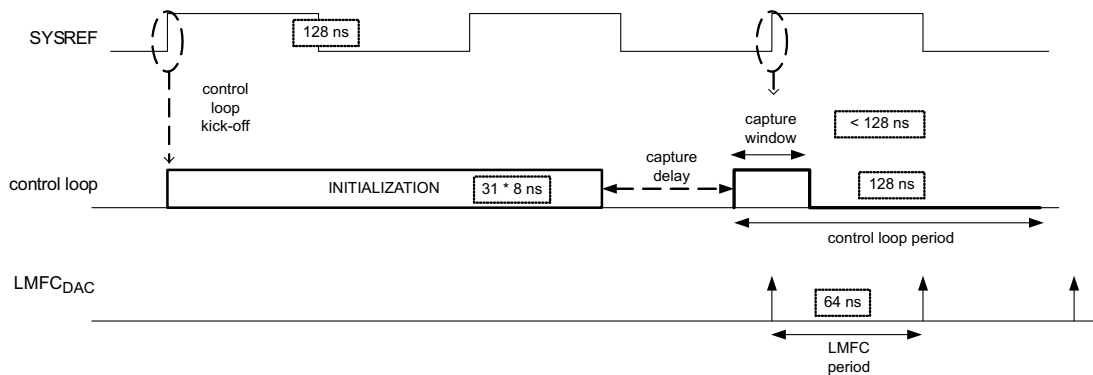 SYSREF
128 ns
control
loop
kick-off
capture
window
< 128 ns
control loop
INITIALIZATION
31 * 8 ns
capture
delay
128 ns
control loop period
LMFCDAC
64 ns
LMFC
period